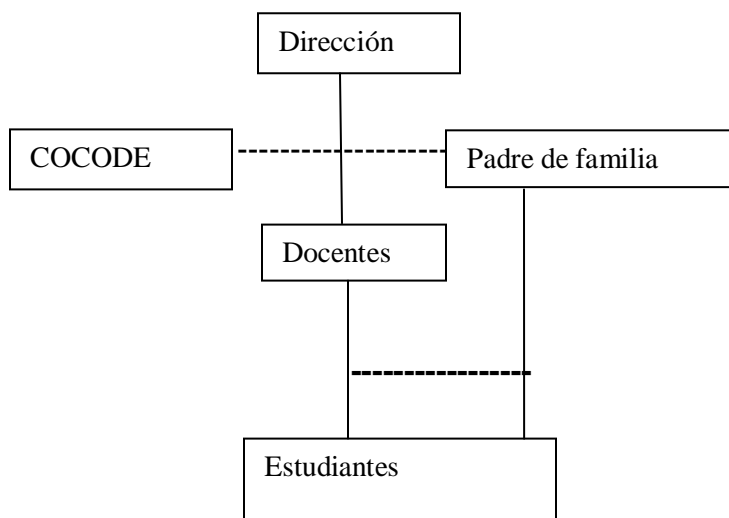 Dirección
COCODE
Padre de familia
Docentes
Estudiantes